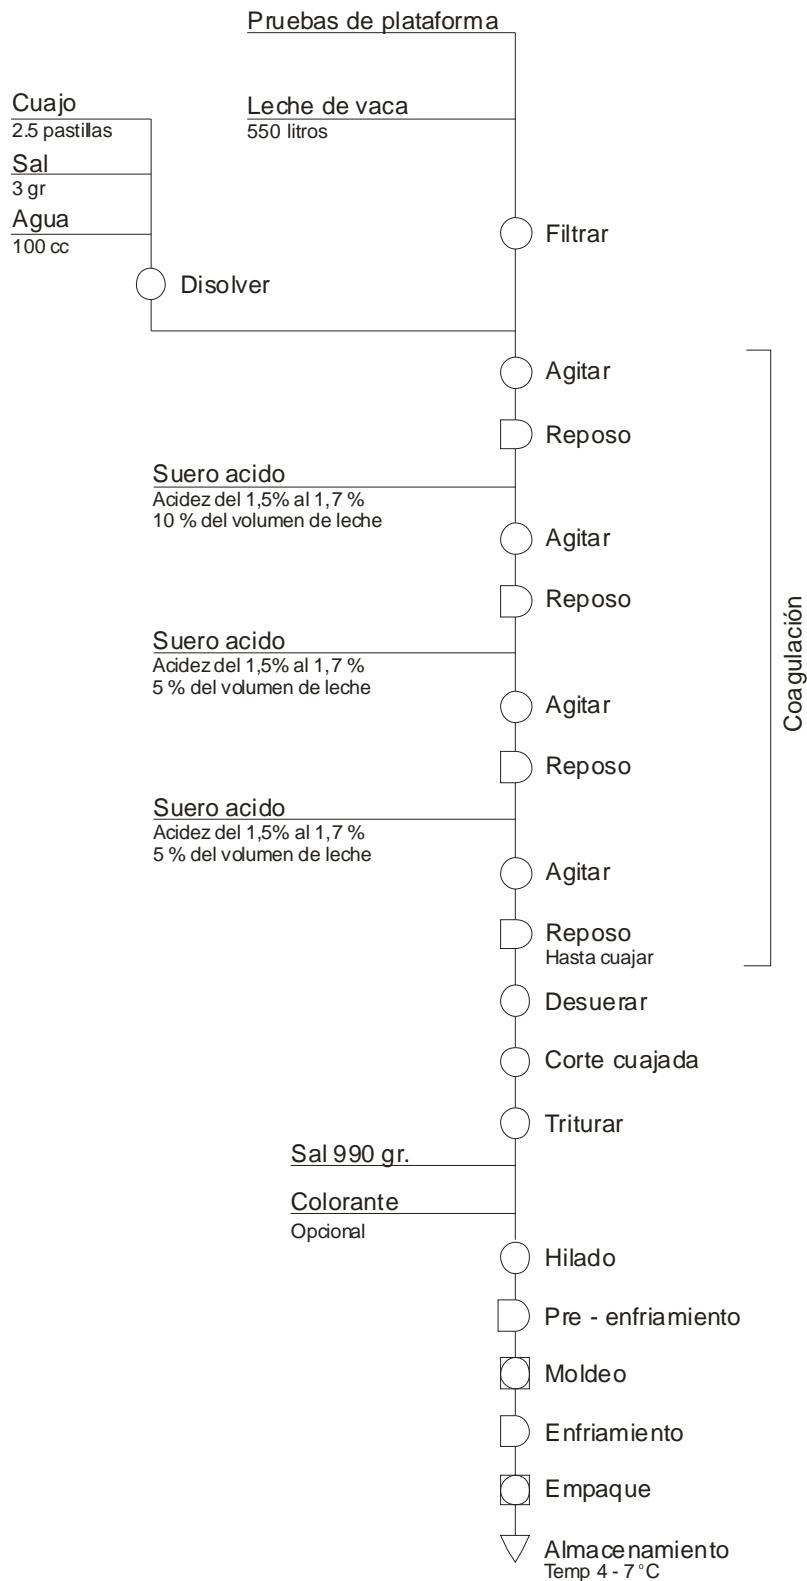 Pruebas de plataforma
Cuajo
2.5 pastillas
Leche de vaca
550 litros
Sal
3 gr
Agua
100 cc
Filtrar
Disolver
Agitar
Reposo
Suero acido
Acidez del 1,5% al 1,7 %
10 % del volumen de leche
Agitar
Reposo
Suero acido
Acidez del 1,5% al 1,7 %
5 % del volumen de leche
Agitar
Reposo
Suero acido
Acidez del 1,5% al 1,7 %
5 % del volumen de leche
Agitar
Reposo
Hasta cuajar
Coagulación
Desuerar
Corte cuajada
Triturar
Sal 990 gr.
Colorante
Opcional
Hilado
Pre - enfriamiento
Moldeo
Enfriamiento
Empaque
Almacenamiento
Temp 4 - 7 °C